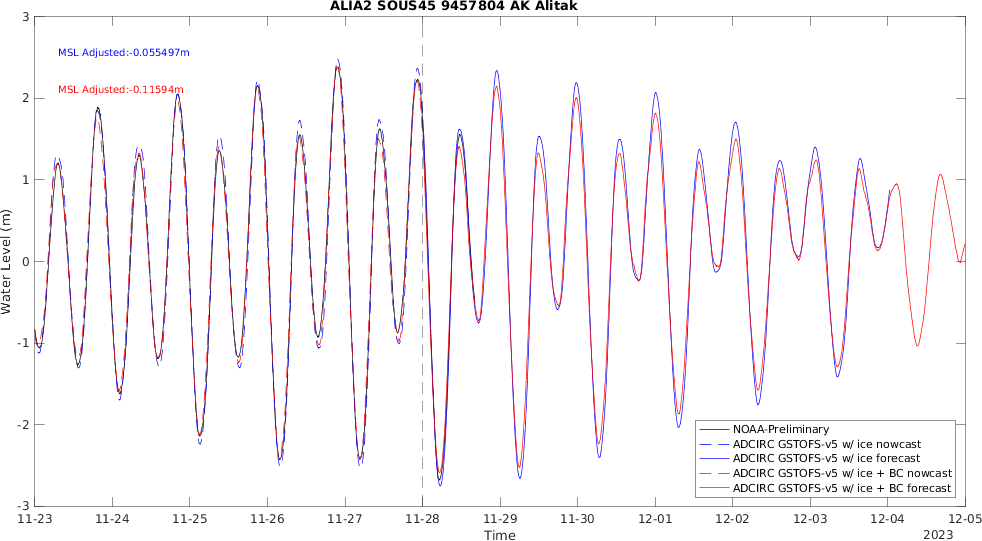 ALIA2 SOUS45 9457804 AK Alitak
3
2
1
0
-1
-2
-3
Water Level (m)
MSL Adjusted:-0.055497m
MSL Adjusted:-0.11594m
NOAA-Preliminary
ADCIRC GSTOFS-v5 w/ ice nowcast
ADCIRC GSTOFS-v5 w/ ice forecast
ADCIRC GSTOFS-v5 w/ ice + BC nowcast
ADCIRC GSTOFS-v5 w/ ice + BC forecast
11-23 11-24 11-25 11-26 11-27 11-28 11-29 11-30 12-01 12-02 12-03 12-04 12-05
Time
2023